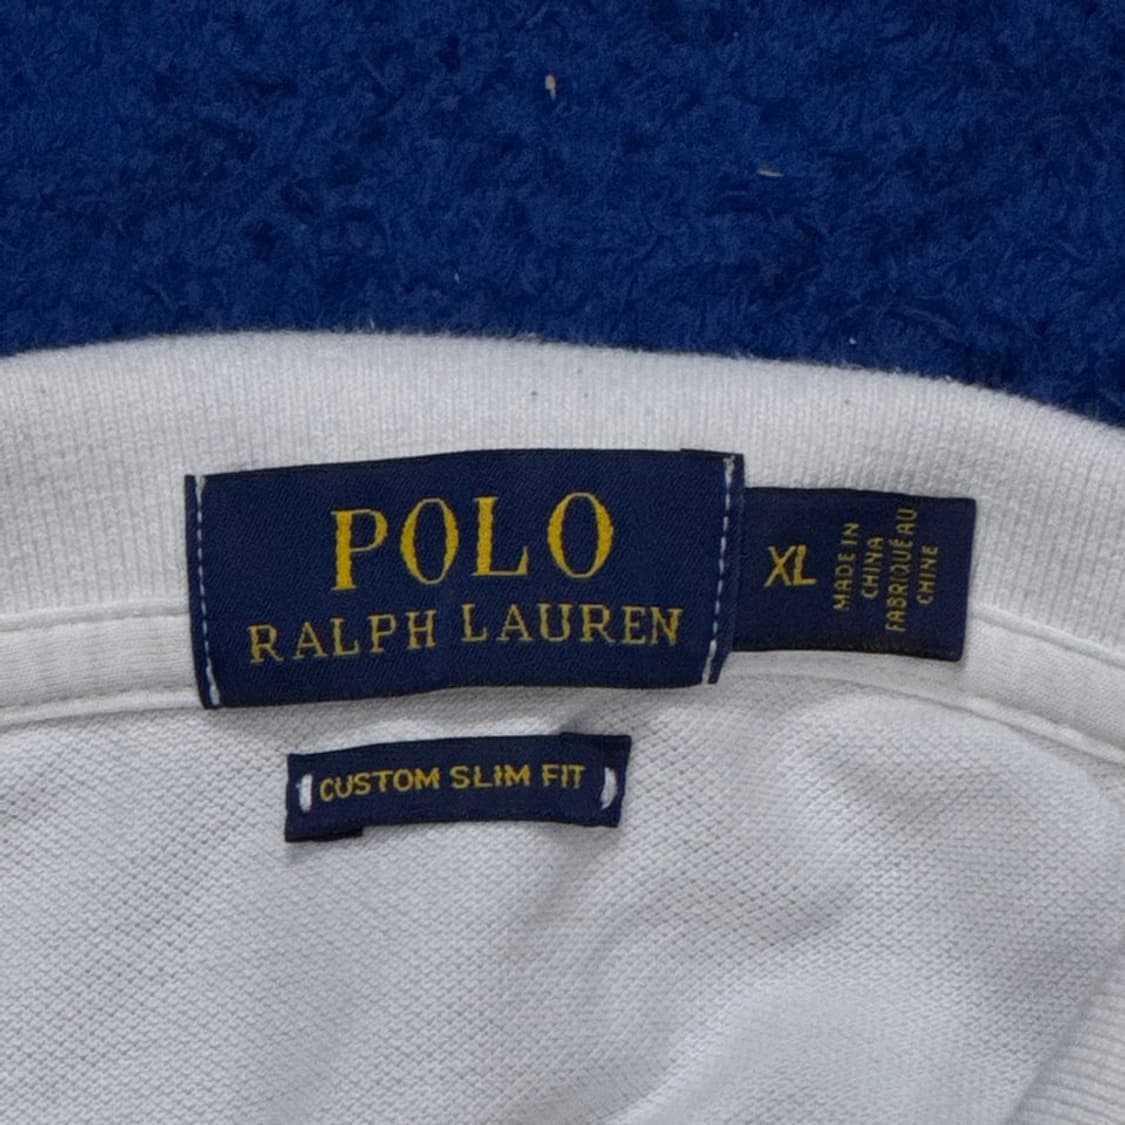 POLO
RALPH LAUREN
XL
MADE IN
CHINA
FABRIQUÉ AU
CHINE
CUSTOM SLIM FIT